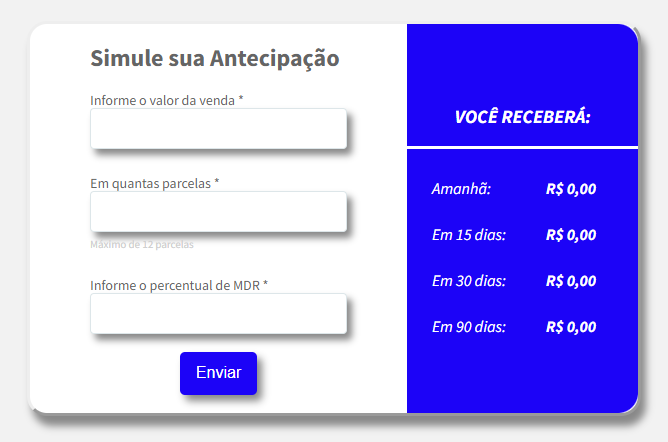 Simule sua Antecipação
Informe o valor da venda *
Em quantas parcelas *
Máximo de 12 parcelas
Informe o percentual de MDR *
Enviar
VOCÊ RECEBERÁ:
Amanhã: R$ 0,00
Em 15 dias: R$ 0,00
Em 30 dias: R$ 0,00
Em 90 dias: R$ 0,00